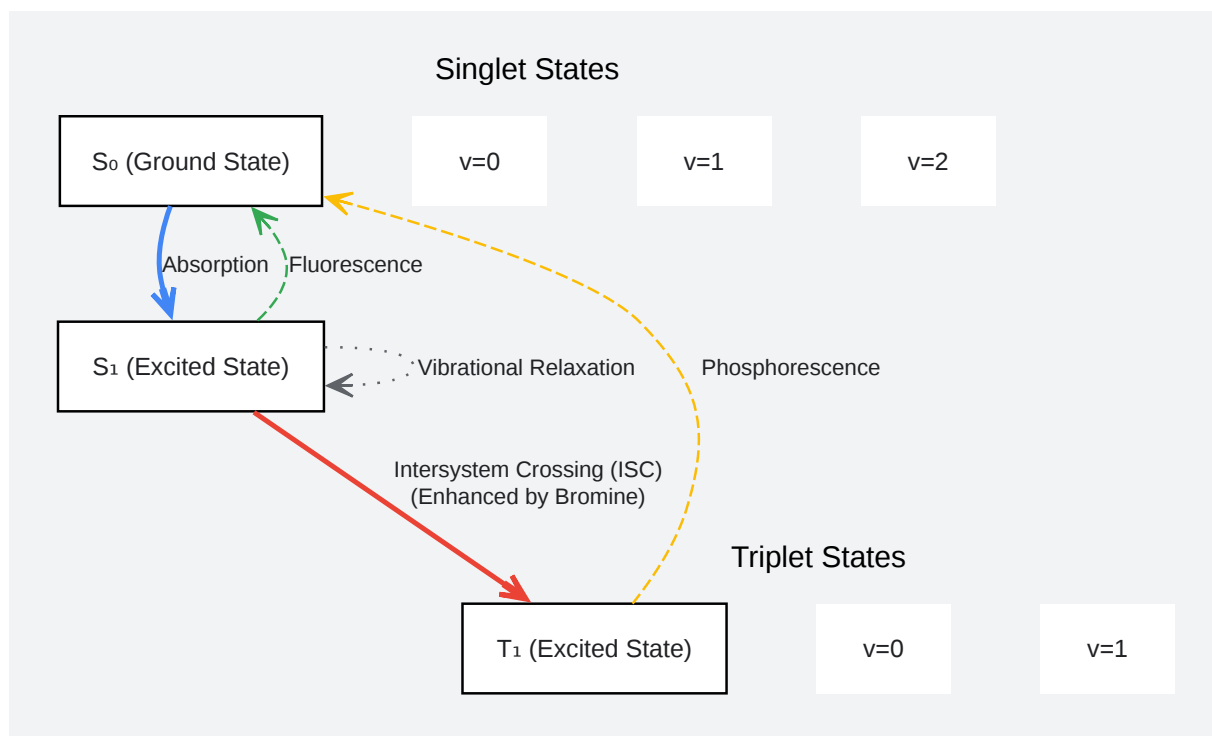 Singlet States
S₀ (Ground State)
v=0
v=1
v=2
Absorption
Fluorescence
S₁ (Excited State)
Vibrational Relaxation
Phosphorescence
Intersystem Crossing (ISC)
(Enhanced by Bromine)
Triplet States
T₁ (Excited State)
v=0
v=1